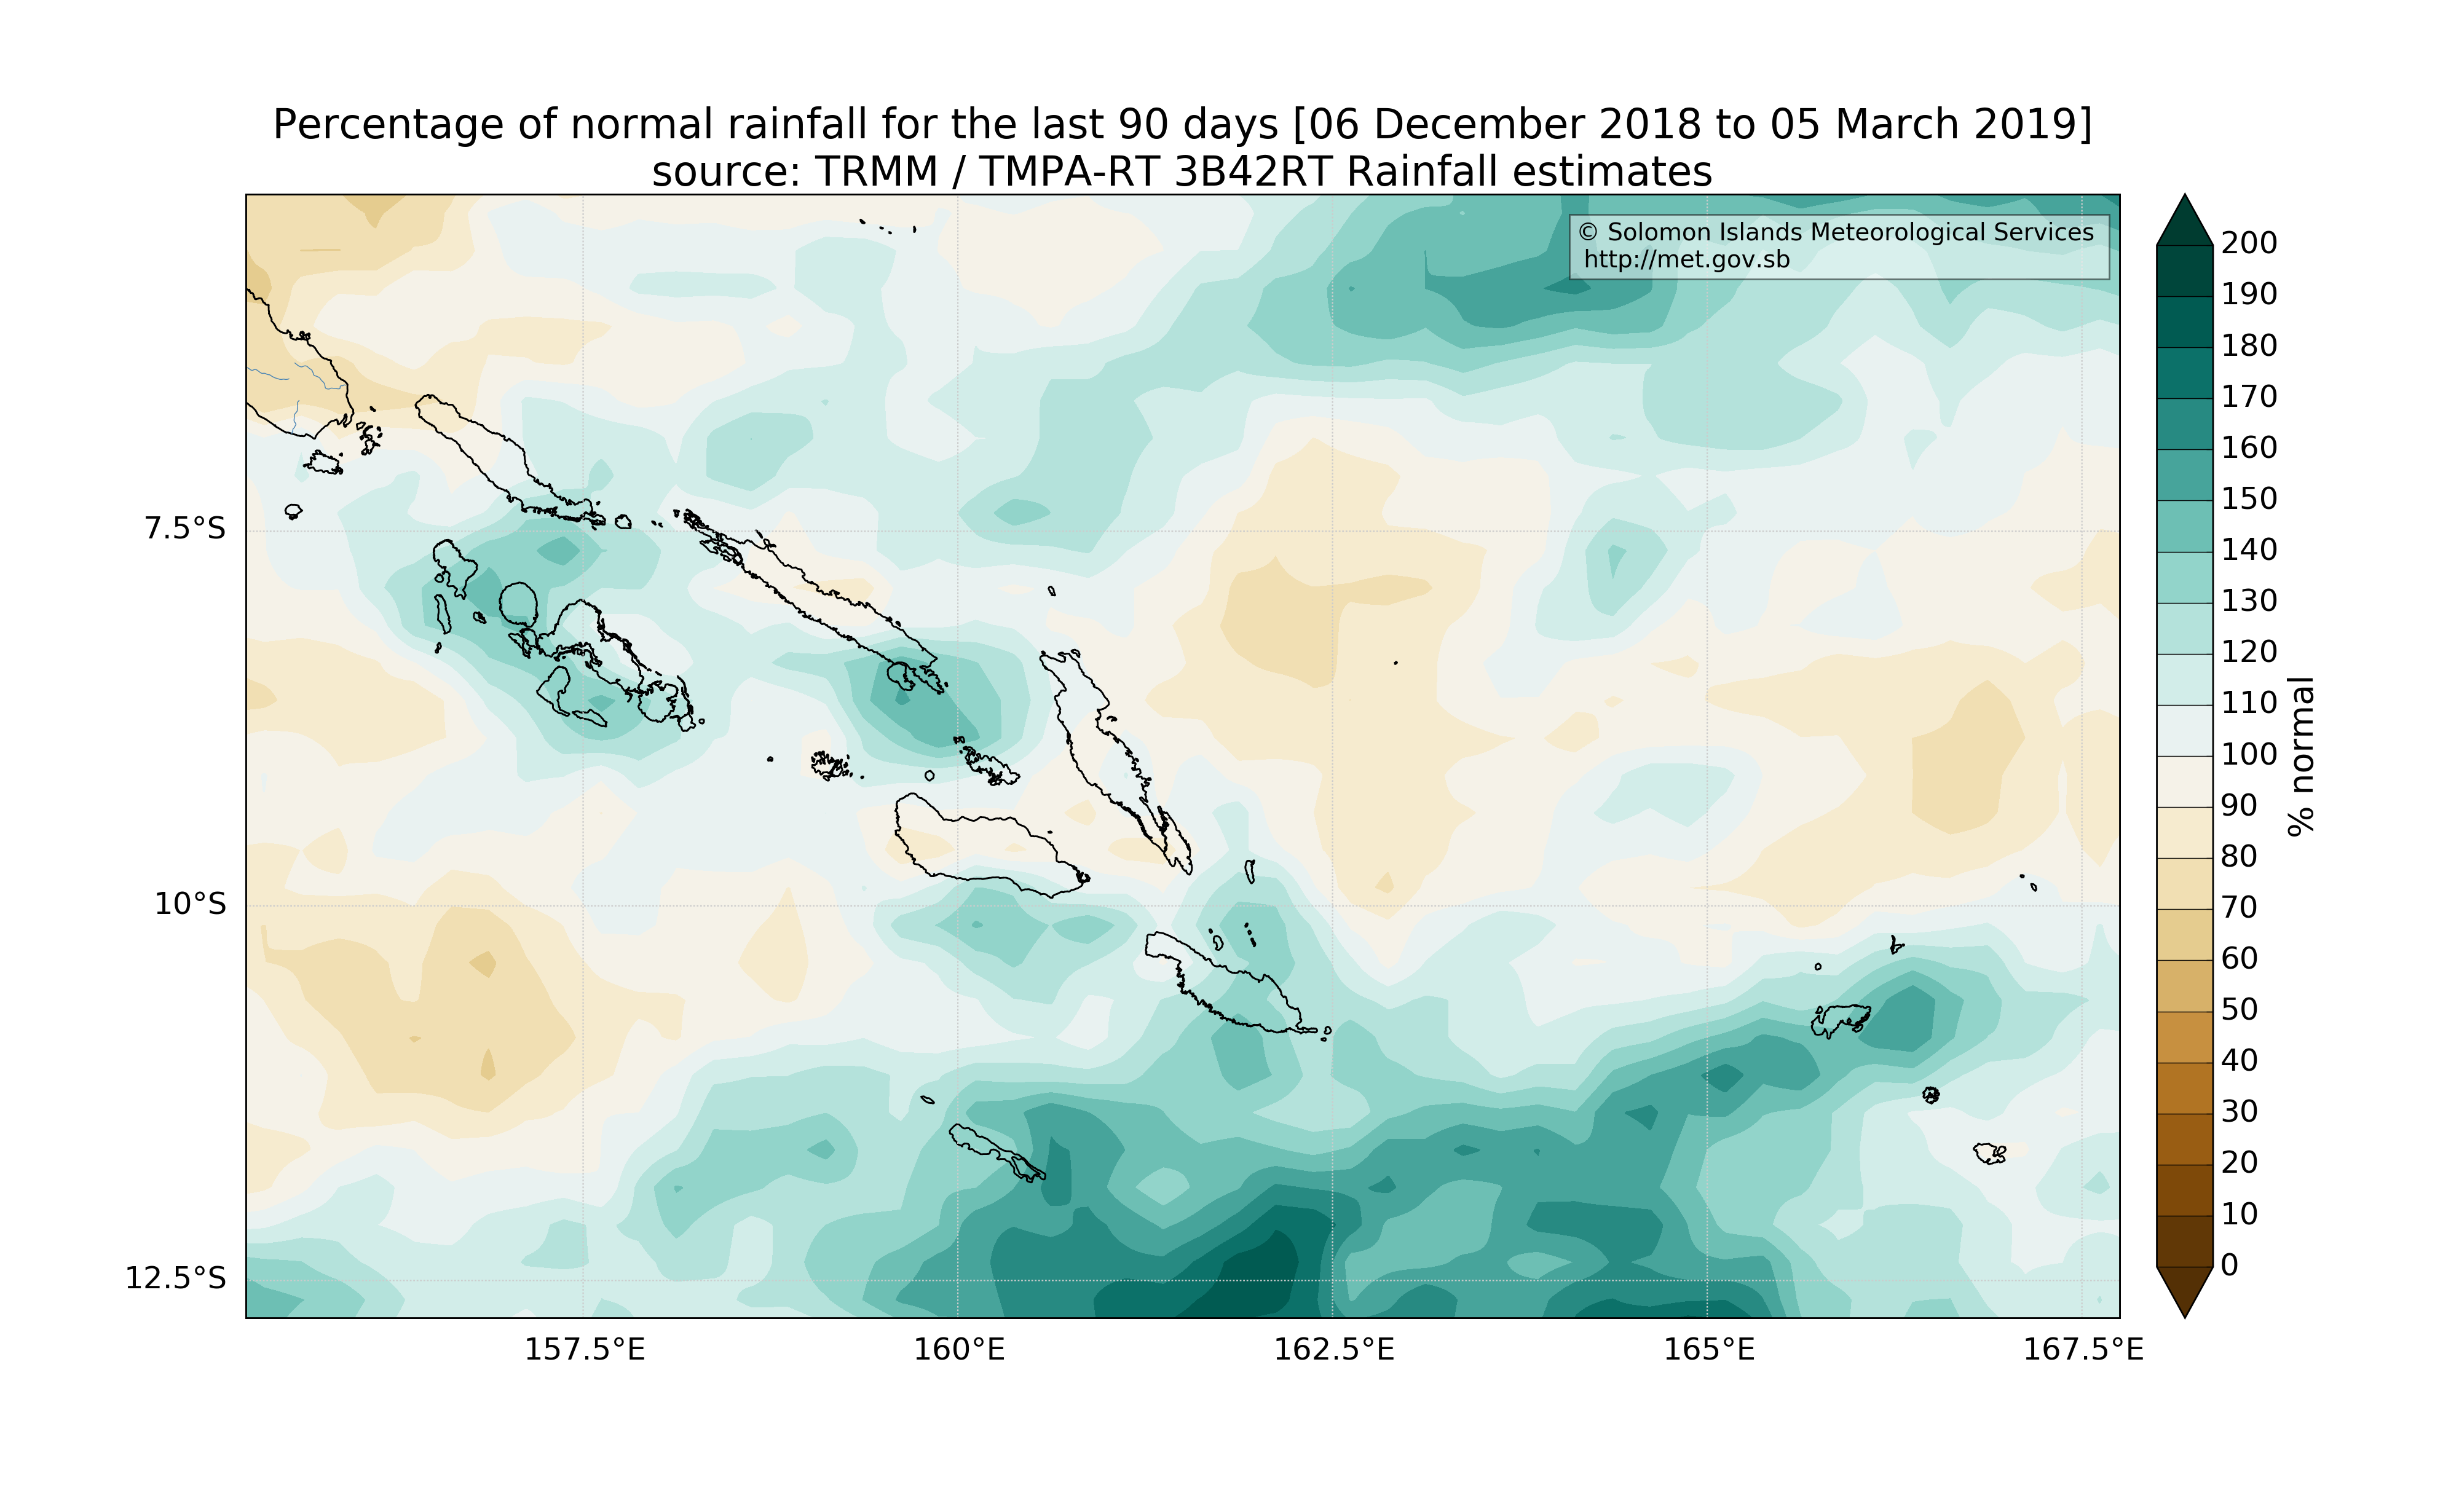 Percentage of normal rainfall for the last 90 days [06 December 2018 to 05 March 2019]
source: TRMM / TMPA-RT 3B42RT Rainfall estimates
© Solomon Islands Meteorological Services
http://met.gov.sb
7.5°S
10°S
12.5°S
157.5°E
160°E
162.5°E
165°E
167.5°E
200
190
180
170
160
150
140
130
120
110
100
90
80
70
60
50
40
30
20
10
0
% normal